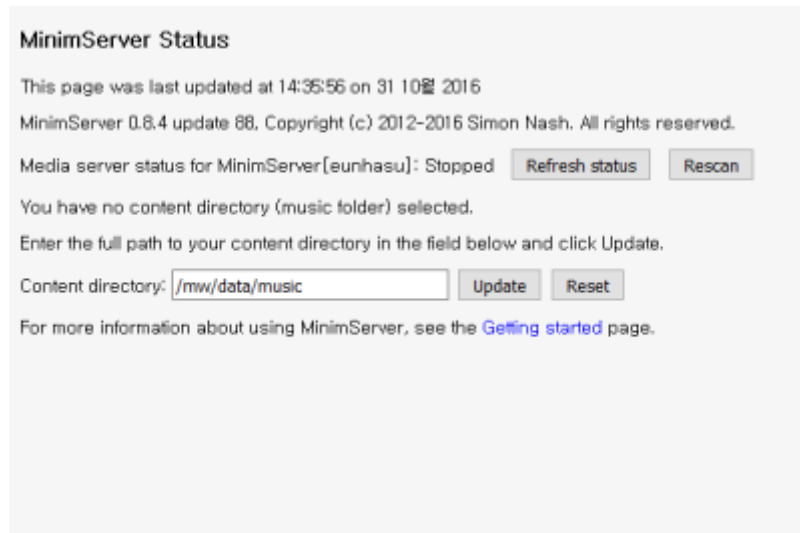 MinimServer Status
This page was last updated at 14:35:56 on 31 10월 2016
MinimServer 0.8.4 update 88, Copyright (c) 2012-2016 Simon Nash. All rights reserved.
Media server status for MinimServer[eunhasu]: Stopped Refresh status Rescan
You have no content directory (music folder) selected.
Enter the full path to your content directory in the field below and click Update.
Content directory: /mw/data/music Update Reset
For more information about using MinimServer, see the Getting started page.